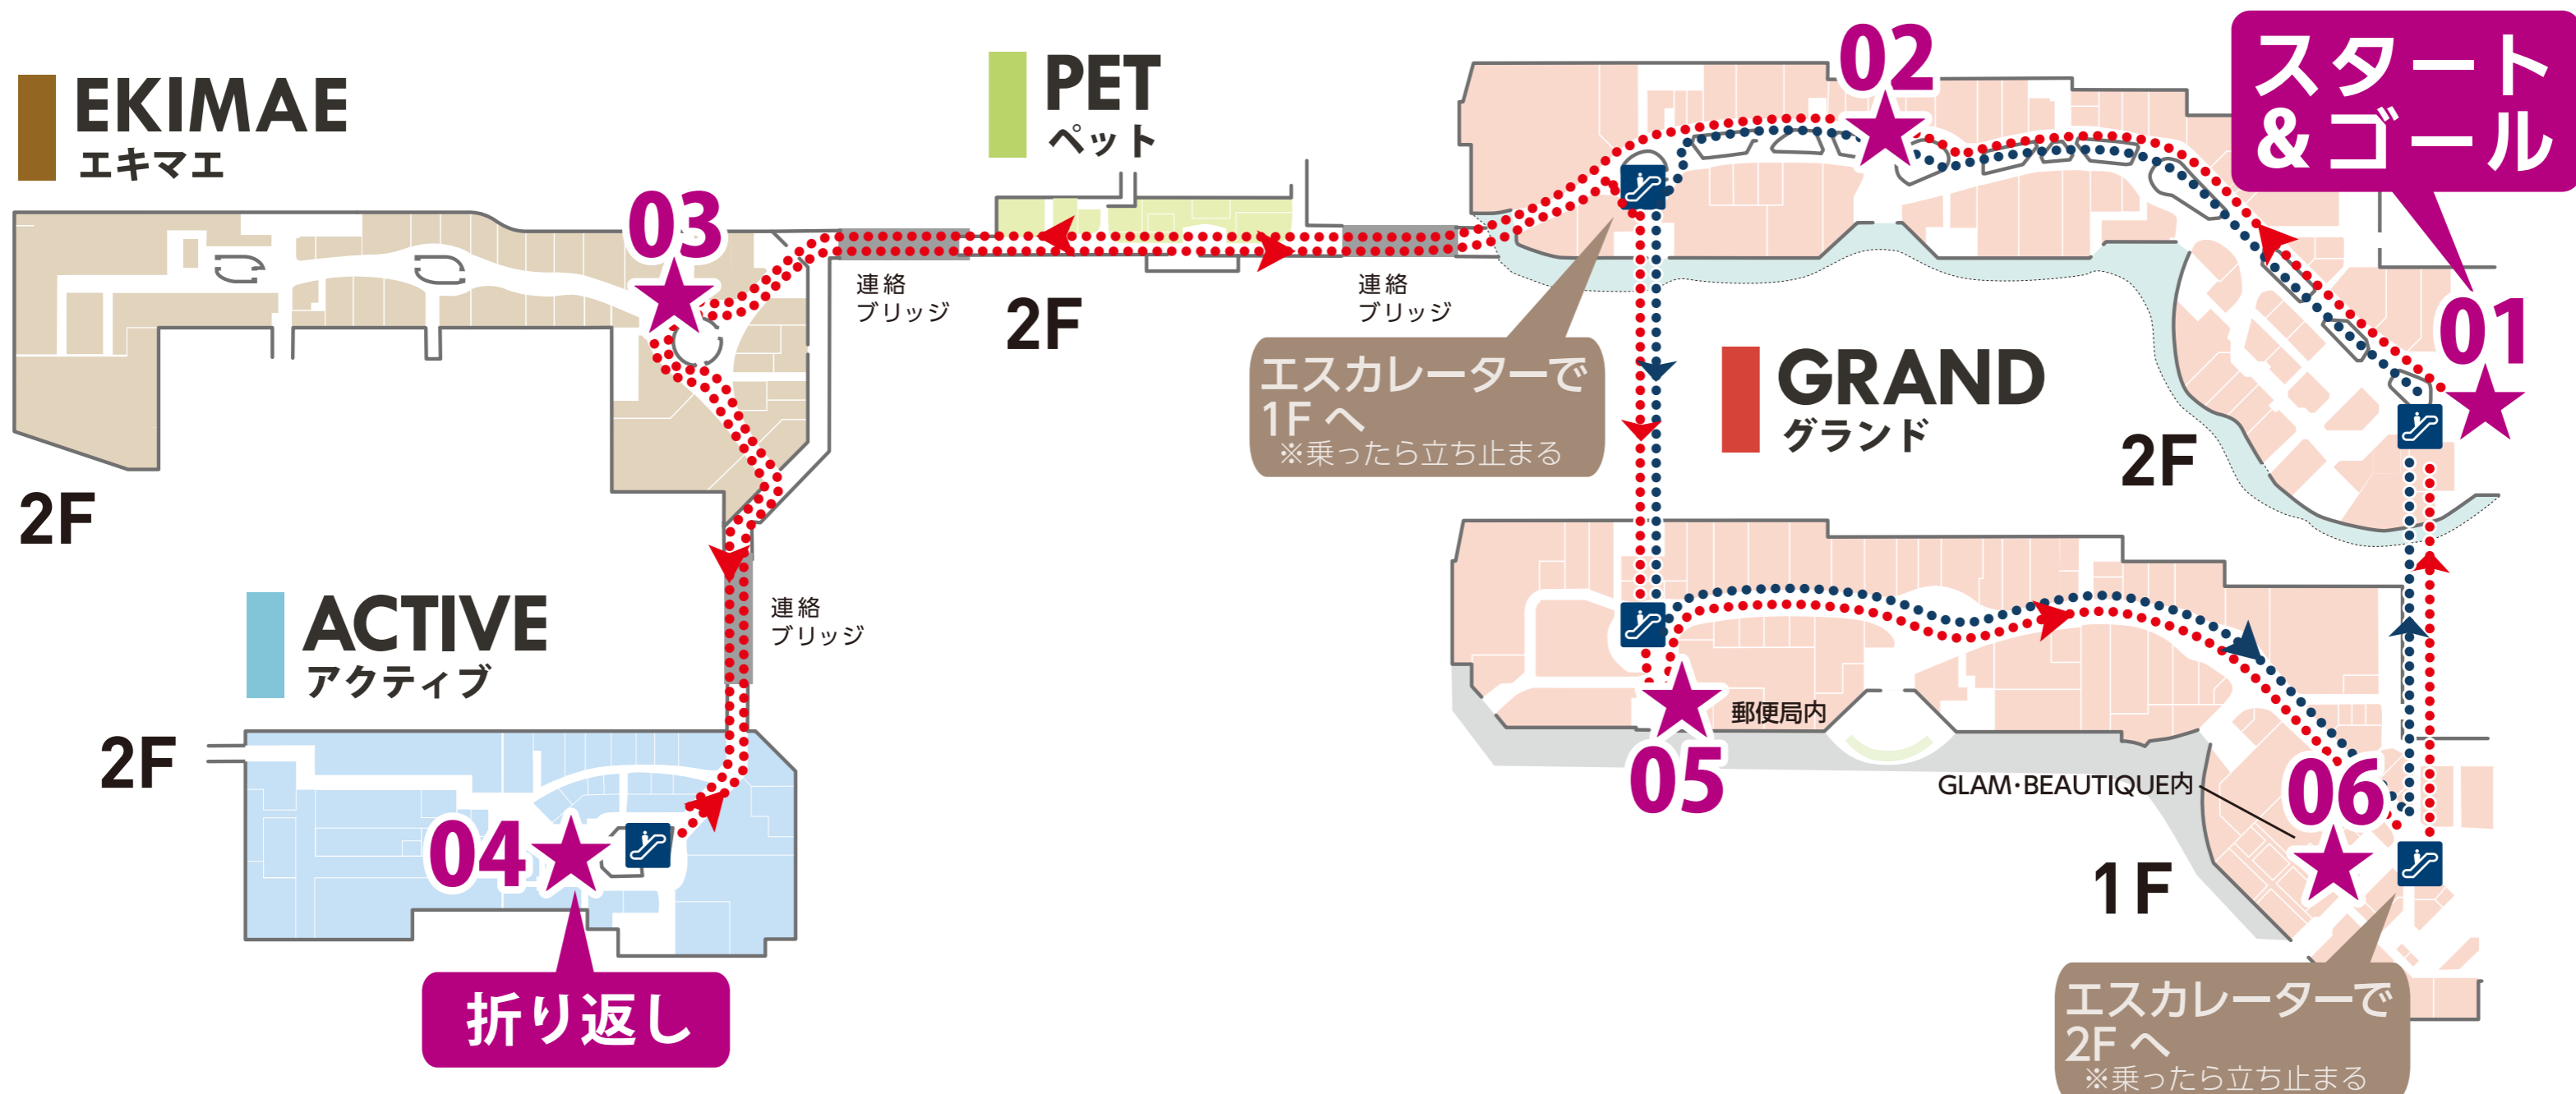 EKIMAE
エキマエ
2F
03
PET
ペット
2F
連絡
ブリッジ
連絡
ブリッジ
02
スタート
&ゴール
01
エスカレーターで
1F へ
※乗ったら立ち止まる
GRAND
グランド
2F
ACTIVE
アクティブ
2F
連絡
ブリッジ
04
折り返し
郵便局内
05
GLAM･BEAUTIQUE内
06
1F
エスカレーターで
2F へ
※乗ったら立ち止まる